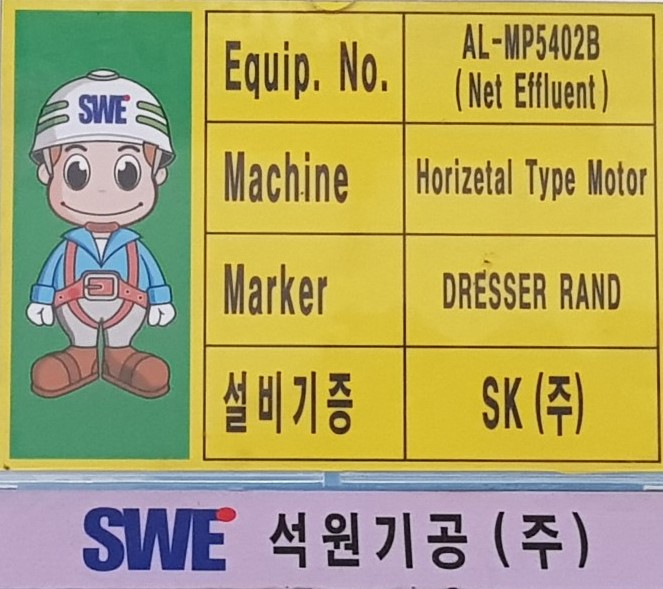 SWE
Equip. No.
AL-MP5402B
(Net Effluent)
Machine
Horizetal Type Motor
Marker
DRESSER RAND
설비기증
SK (주)
SWE 석원기공 (주)